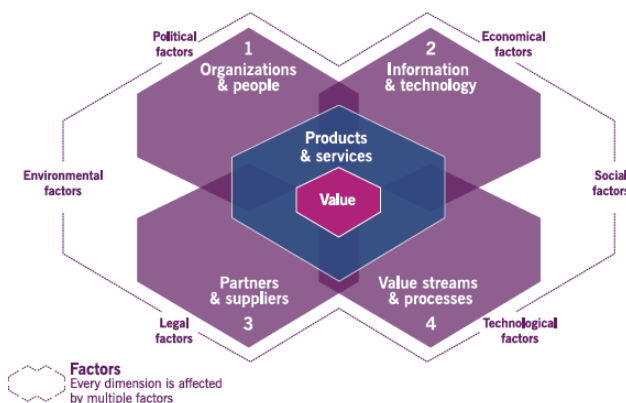 Political
factors
Economical
factors
1
Organizations
& people
2
Information
& technology
Products
& services
Environmental
factors
Value
Social
factors
Partners
& suppliers
3
Value streams
& processes
4
Legal
factors
Technological
factors
Factors
Every dimension is affected
by multiple factors